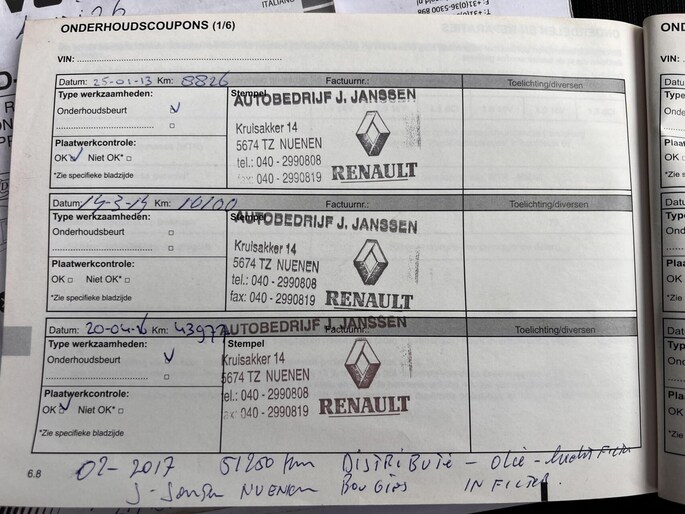 ITALIANO
ONDERHOUDSCOUPONS (1/6)
VIN:
Datum: 25-01-13 Km: 8826 Factuurnr.: Toelichting/diversen
Type werkzaamheden:
Stempel
AUTOBEDRIJF J. JANSSEN
Onderhoudsbeurt
Kruisakker 14
5674 TZ NUENEN
Plaatwerkcontrole:
tel.: 040 - 2990808
OK Niet OK*
fax: 040 - 2990819
RENAULT
*Zie specifieke bladzijde
Datum: 14-3-14 Km: 10100 Factuurnr.: Toelichting/diversen
Type werkzaamheden:
Stempel
AUTOBEDRIJF J. JANSSEN
Onderhoudsbeurt
Kruisakker 14
5674 TZ NUENEN
Plaatwerkcontrole:
tel.: 040 - 2990808
OK Niet OK*
fax: 040 - 2990819
RENAULT
*Zie specifieke bladzijde
Datum: 20-04-16 Km: 43977 Factuurnr.: Toelichting/diversen
AUTOBEDRIJF J. JANSSEN
Type werkzaamheden:
Stempel
Onderhoudsbeurt
Kruisakker 14
5674 TZ NUENEN
Plaatwerkcontrole:
tel.: 040 - 2990808
OK Niet OK*
fax: 040 - 2990819
RENAULT
*Zie specifieke bladzijde
02-2017 51200 km DISTRIBUTIE - OLIE - luchtFilter
J-Jansen NUENEN BOUGIES INFILTER.
6.8